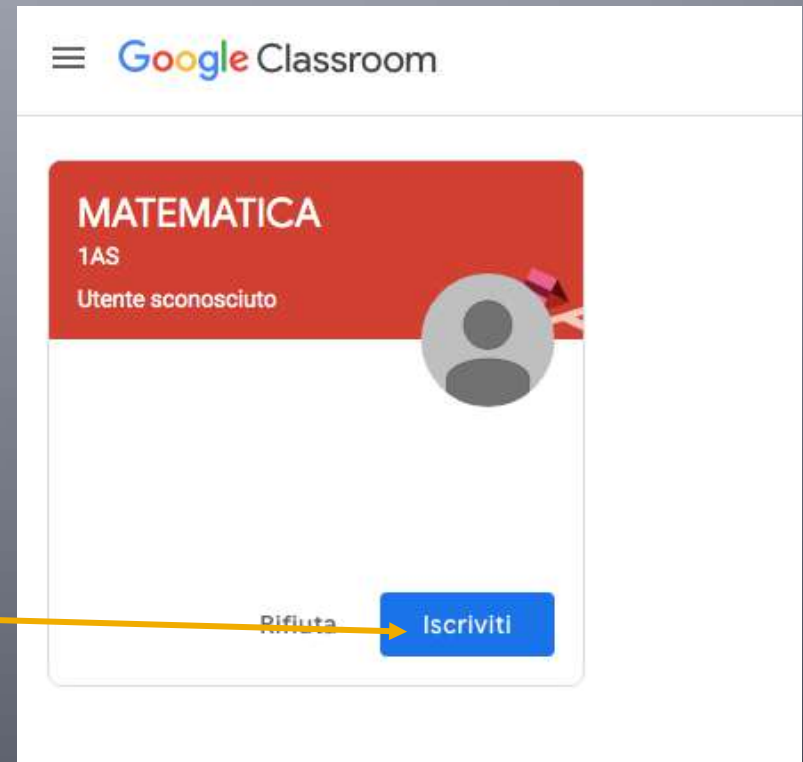 Google Classroom
MATEMATICA
1AS
Utente sconosciuto
Rifiuta
Iscriviti